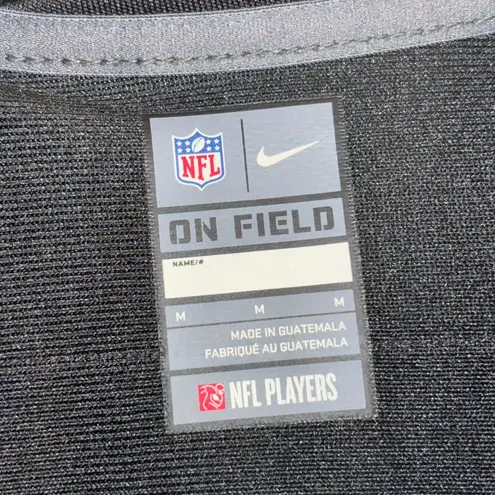 NFL
ON FIELD
NAME/#
M M M
MADE IN GUATEMALA
FABRIQUÉ AU GUATEMALA
NFL PLAYERS